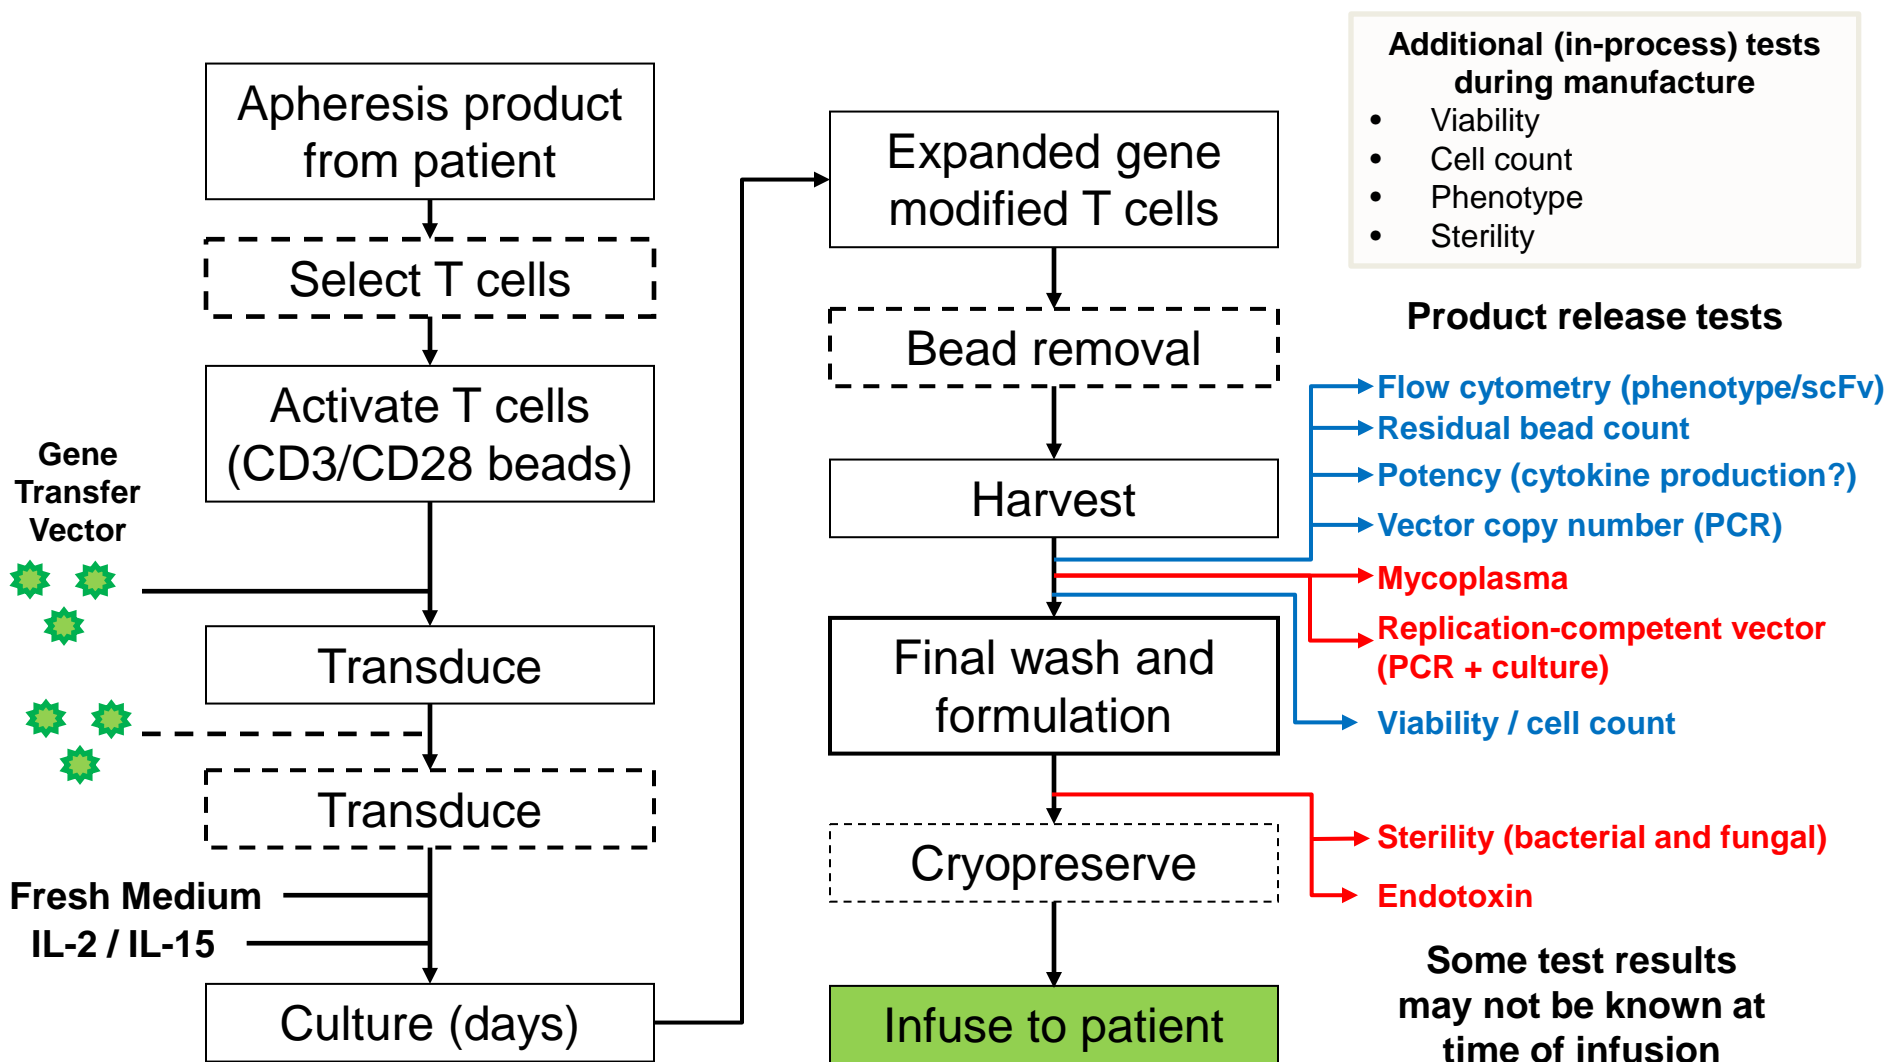 Apheresis product
from patient
Select T cells
Activate T cells
(CD3/CD28 beads)
Gene
Transfer
Vector
Transduce
Transduce
Fresh Medium
IL-2 / IL-15
Culture (days)
Expanded gene
modified T cells
Bead removal
Harvest
Final wash and
formulation
Cryopreserve
Infuse to patient
Additional (in-process) tests
during manufacture
• Viability
• Cell count
• Phenotype
• Sterility
Product release tests
Flow cytometry (phenotype/scFv)
Residual bead count
Potency (cytokine production?)
Vector copy number (PCR)
Mycoplasma
Replication-competent vector
(PCR + culture)
Viability / cell count
Sterility (bacterial and fungal)
Endotoxin
Some test results
may not be known at
time of infusion